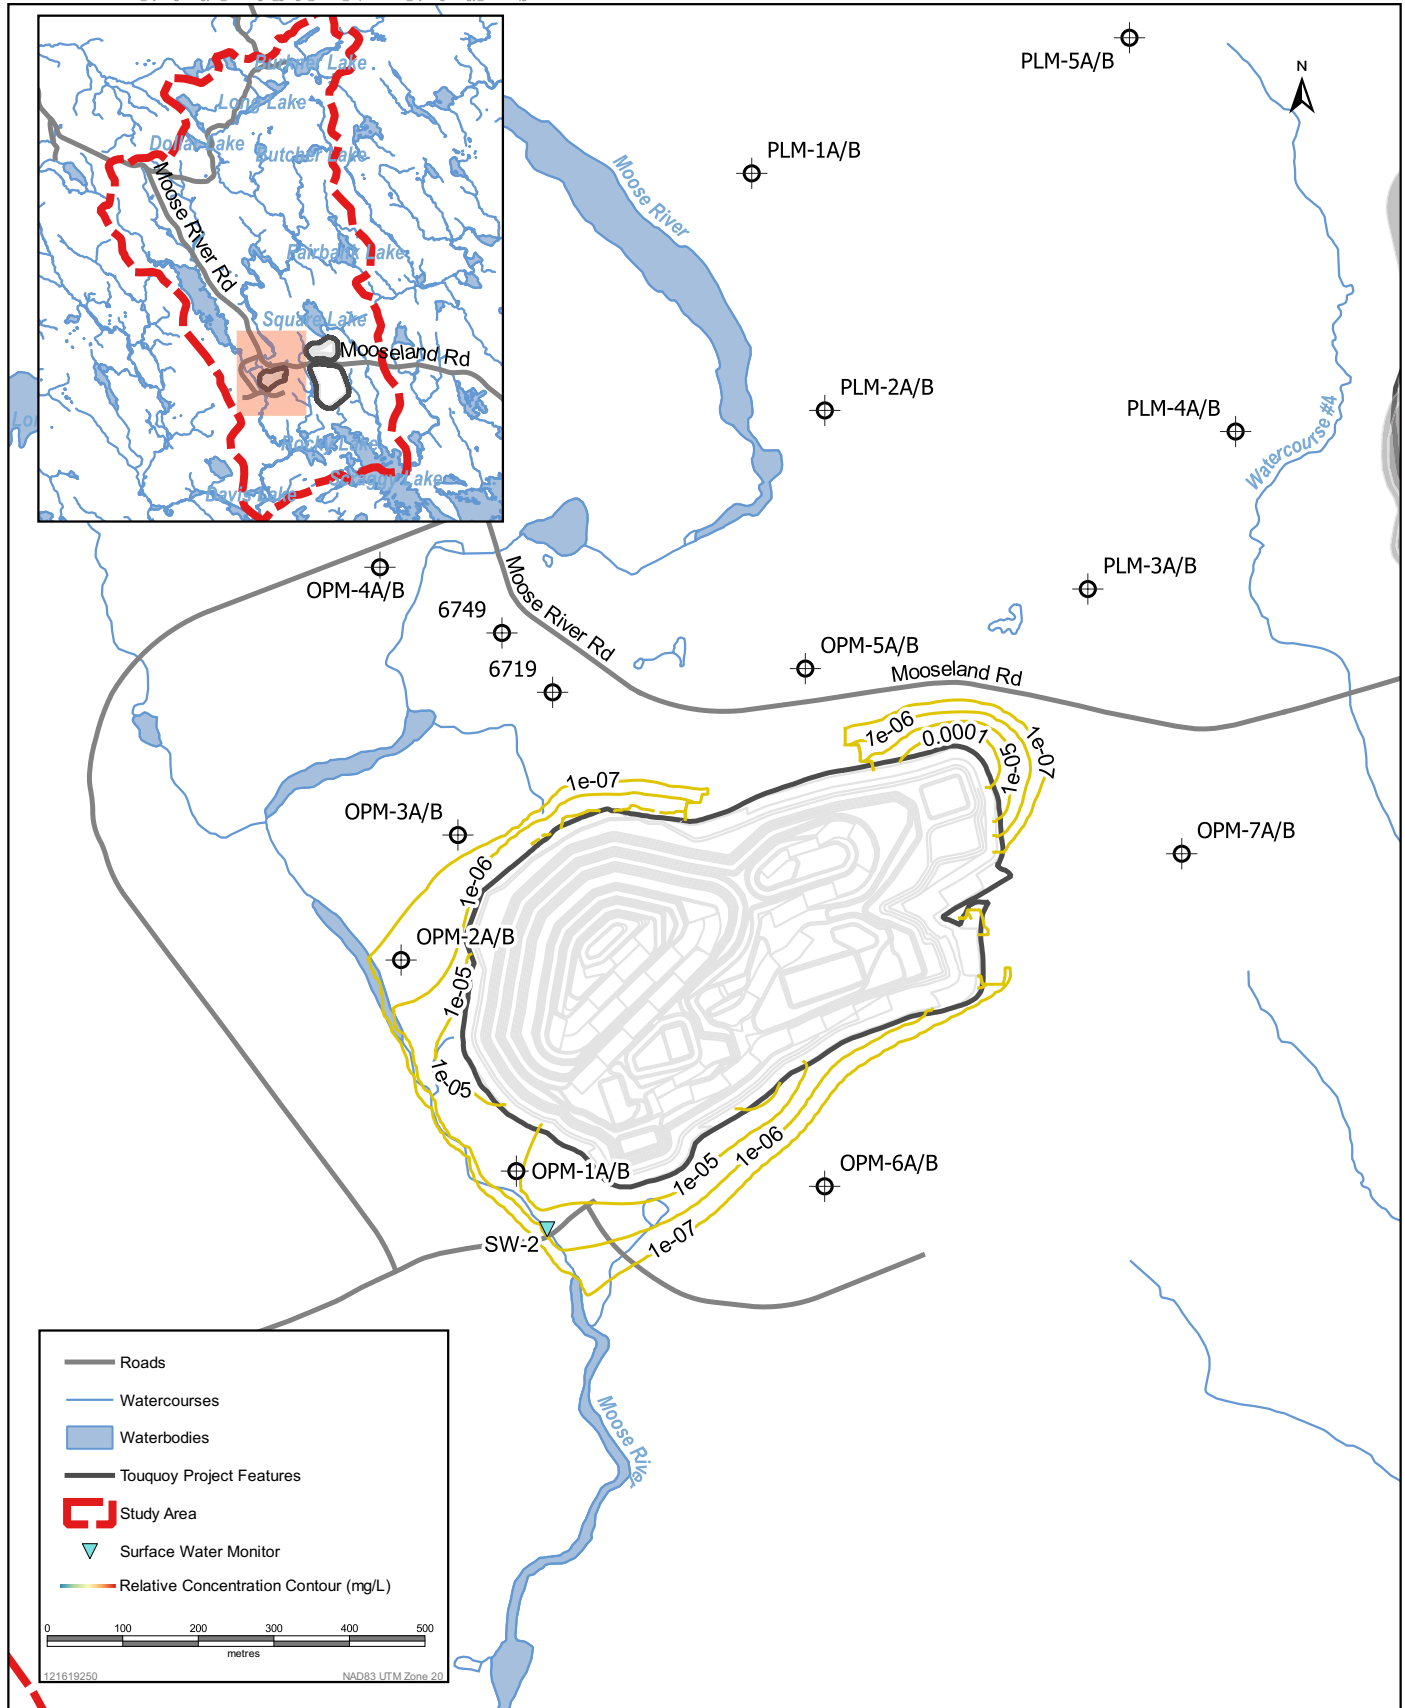 Burkner Lake
Long Lake
Dollar Lake
Butcher Lake
Moose River Rd
Fairbank Lake
Square Lake
Mooseland Rd
Rocky Lake
Scraggy Lake
Davis Lake
PLM-5A/B
N
PLM-1A/B
Moose River
PLM-2A/B
PLM-4A/B
Watercourse #4
PLM-3A/B
OPM-4A/B
6749
Moose River Rd
6719
OPM-5A/B
Mooseland Rd
1e-06
0.0001
1e-05
1e-07
1e-07
OPM-3A/B
OPM-7A/B
1e-06
OPM-2A/B
1e-05
1e-05
OPM-1A/B
1e-05
1e-06
OPM-6A/B
1e-07
SW-2
Moose River
Roads
Watercourses
Waterbodies
Touquoy Project Features
Study Area
Surface Water Monitor
Relative Concentration Contour (mg/L)
0 100 200 300 400 500
metres
121619250 NAD83 UTM Zone 20